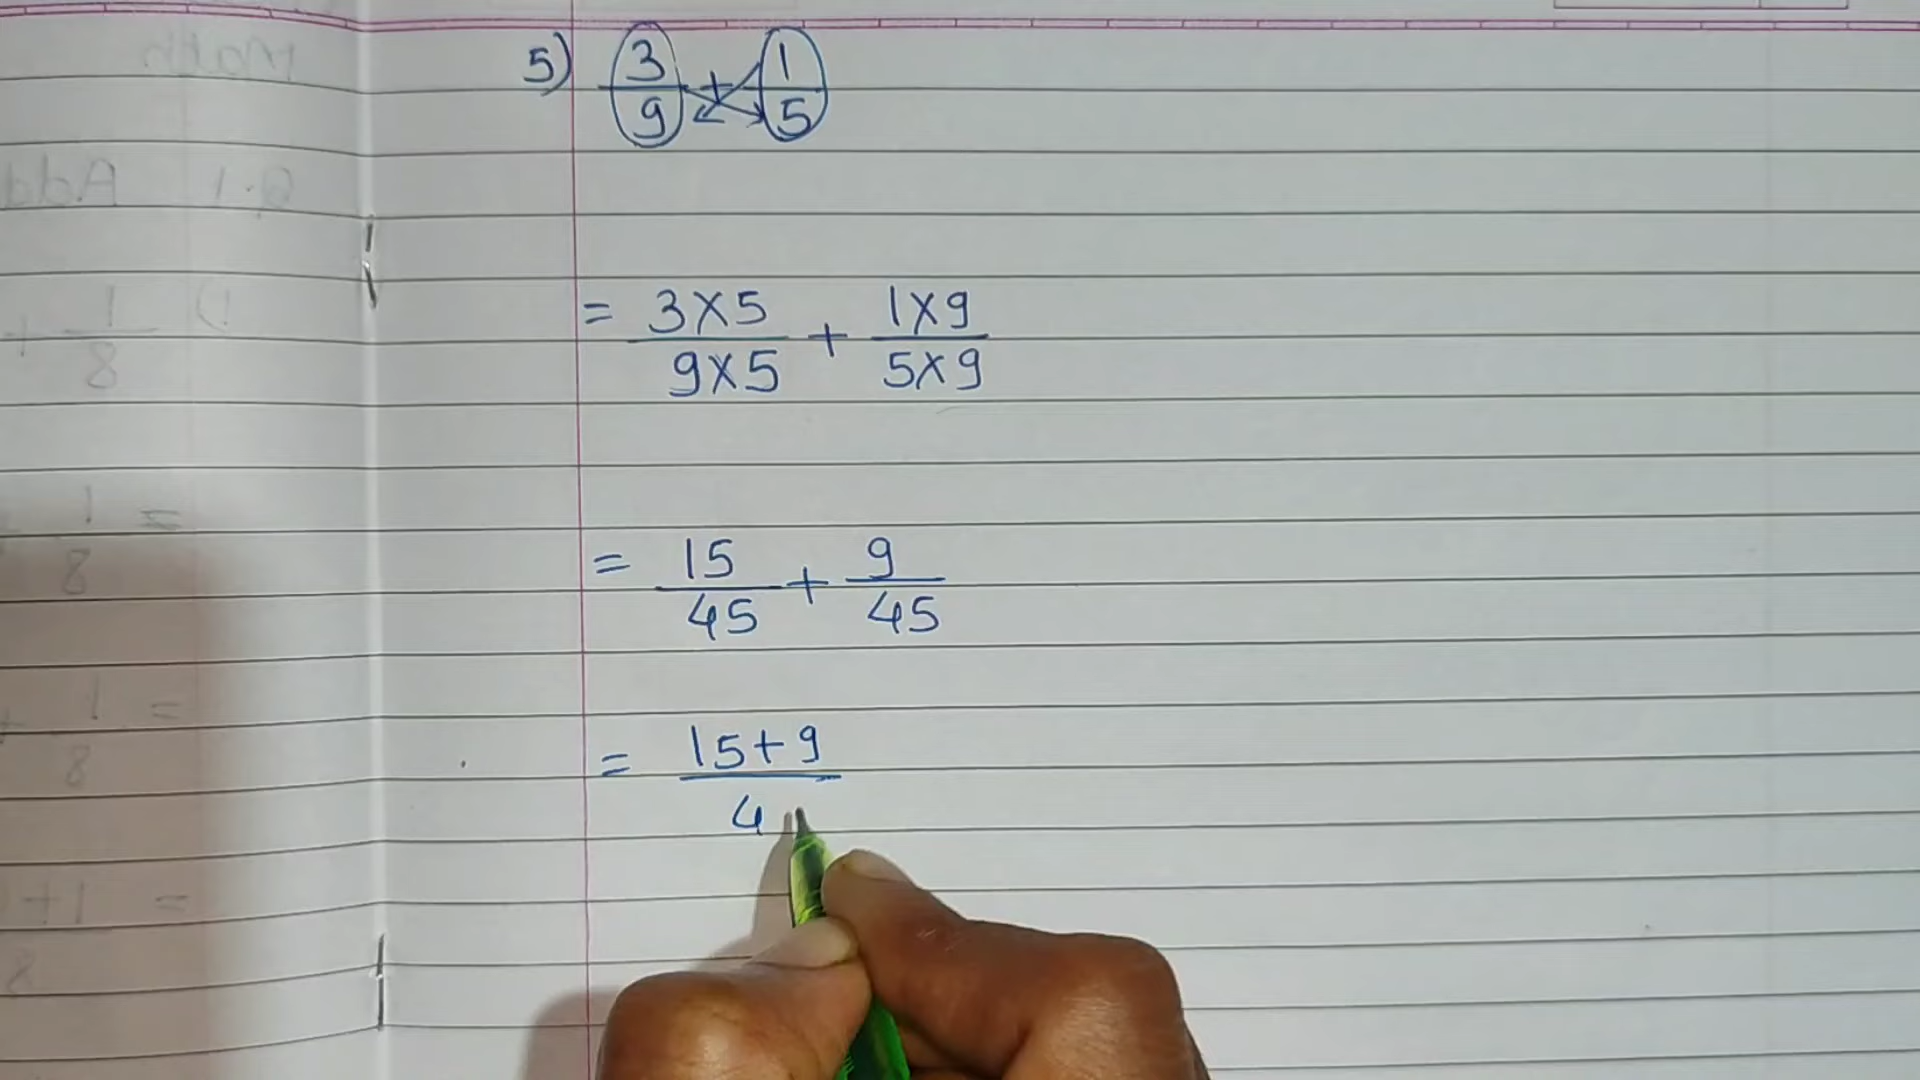 5) 3/9 + 1/5
= 3×5/9×5 + 1×9/5×9
= 15/45 + 9/45
= 15+9/4